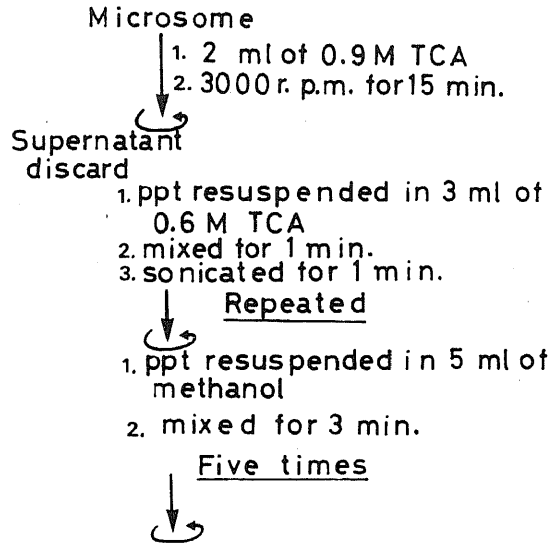 Microsome
1. 2 ml of 0.9 M TCA
2. 3000 r. p.m. for 15 min.
Supernatant
discard
1. ppt resuspended in 3 ml of
0.6 M TCA
2. mixed for 1 min.
3. sonicated for 1 min.
Repeated
1. ppt resuspended in 5 ml of
methanol
2. mixed for 3 min.
Five times